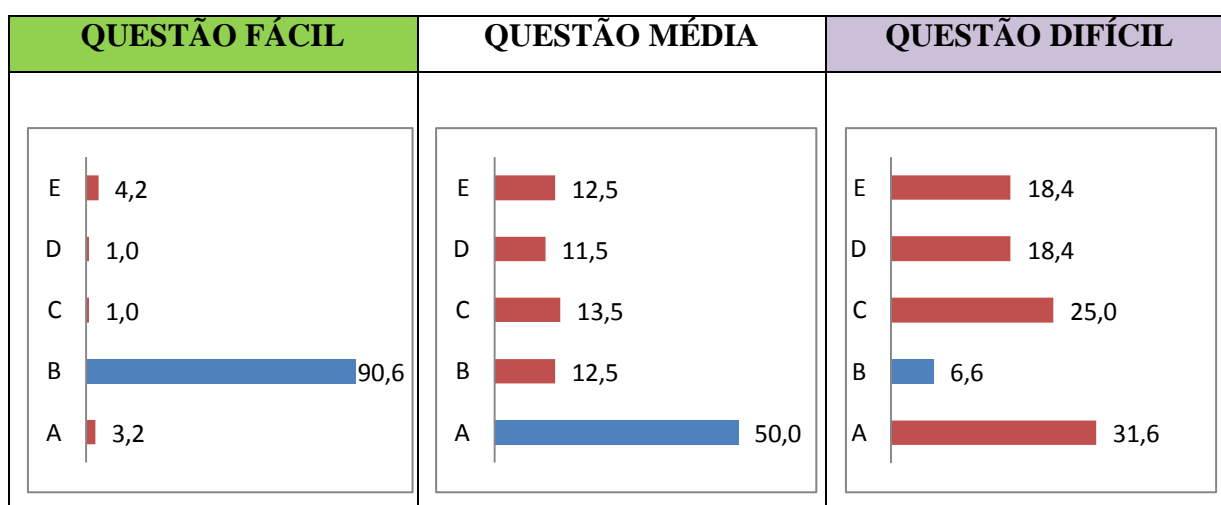 QUESTÃO FÁCIL
QUESTÃO MÉDIA
QUESTÃO DIFÍCIL
E 4,2
D 1,0
C 1,0
B 90,6
A 3,2
E 12,5
D 11,5
C 13,5
B 12,5
A 50,0
E 18,4
D 18,4
C 25,0
B 6,6
A 31,6